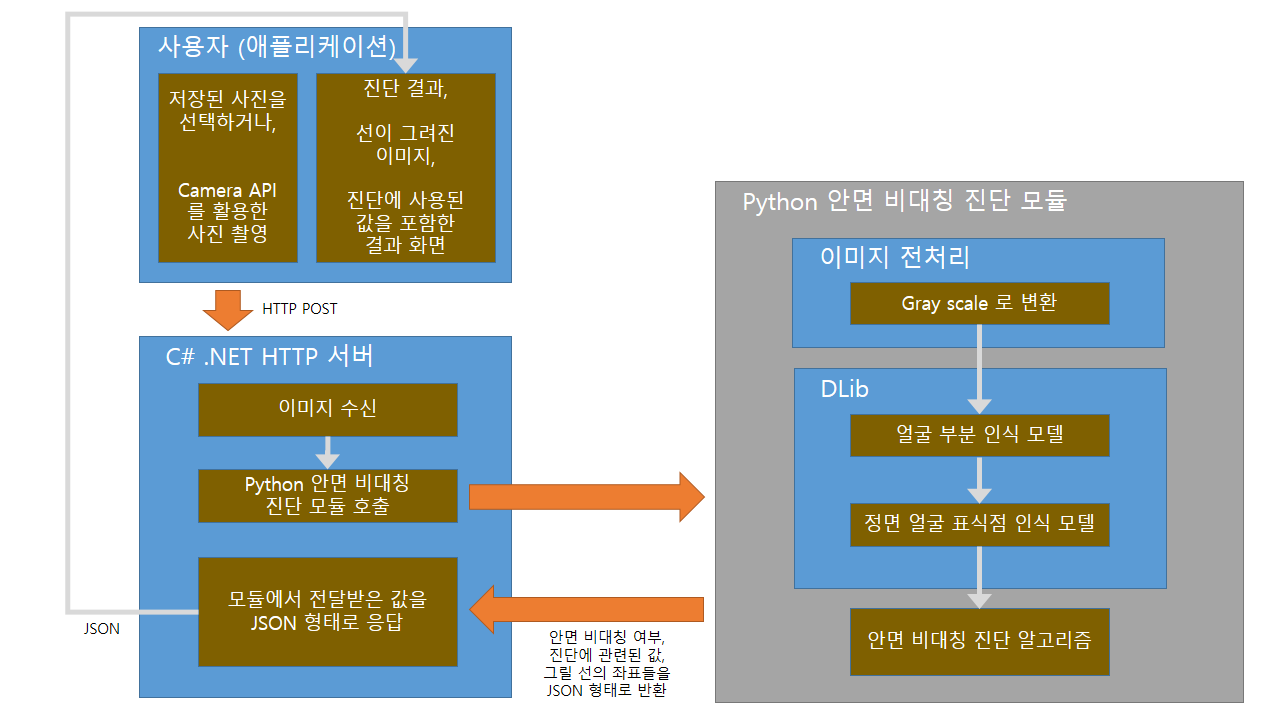 사용자 (애플리케이션)
저장된 사진을
선택하거나,
Camera API
를 활용한
사진 촬영
진단 결과,
선이 그려진
이미지,
진단에 사용된
값을 포함한
결과 화면
HTTP POST
C# .NET HTTP 서버
이미지 수신
Python 안면 비대칭
진단 모듈 호출
모듈에서 전달받은 값을
JSON 형태로 응답
JSON
안면 비대칭 여부,
진단에 관련된 값,
그릴 선의 좌표들을
JSON 형태로 반환
Python 안면 비대칭 진단 모듈
이미지 전처리
Gray scale 로 변환
DLib
얼굴 부분 인식 모델
정면 얼굴 표식점 인식 모델
안면 비대칭 진단 알고리즘